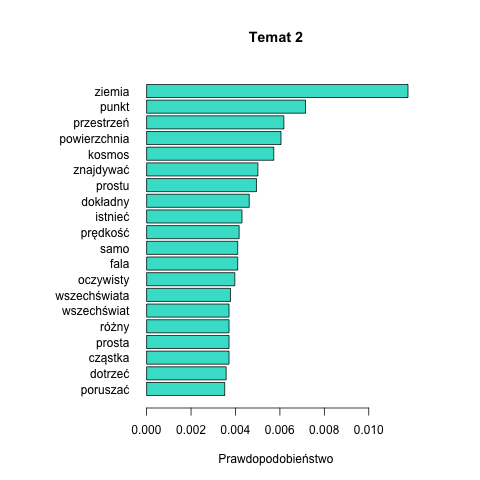 Temat 2
ziemia
punkt
przestrzeń
powierzchnia
kosmos
znajdywać
prostu
dokładny
istnieć
prędkość
samo
fala
oczywisty
wszechświata
wszechświat
różny
prosta
cząstka
dotrzeć
poruszać
0.000 0.002 0.004 0.006 0.008 0.010
Prawdopodobieństwo